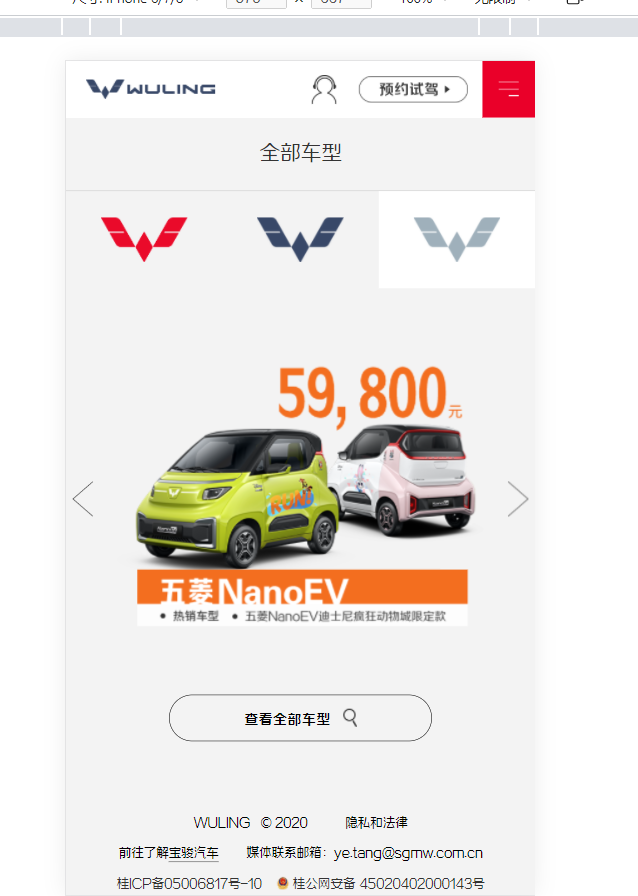 WULING
预约试驾
全部车型
59,800元
RUN!
五菱NanoEV
● 热销车型 ● 五菱NanoEV迪士尼疯狂动物城限定款
查看全部车型
WULING © 2020 隐私和法律
前往了解宝骏汽车 媒体联系邮箱：ye.tang@sgmw.com.cn
桂ICP备05006817号-10 桂公网安备 45020402000143号